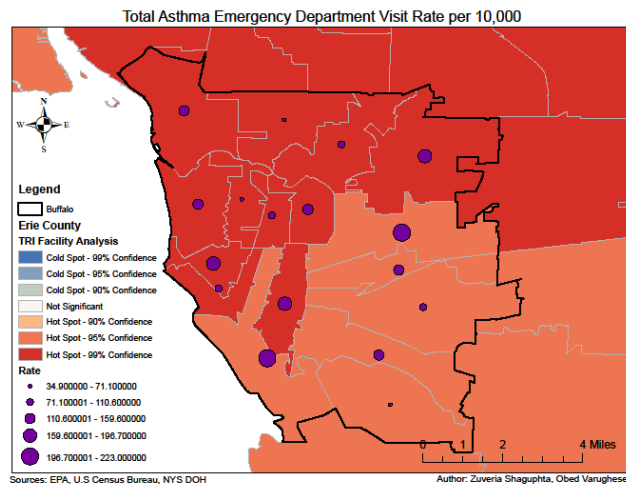 Total Asthma Emergency Department Visit Rate per 10,000
N
W E
S
Legend
Buffalo
Erie County
TRI Facility Analysis
Cold Spot - 99% Confidence
Cold Spot - 95% Confidence
Cold Spot - 90% Confidence
Not Significant
Hot Spot - 90% Confidence
Hot Spot - 95% Confidence
Hot Spot - 99% Confidence
Rate
34.900000 - 71.100000
71.100001 - 110.600000
110.600001 - 159.600000
159.600001 - 196.700000
196.700001 - 223.000000
0 1 2 4 Miles
Sources: EPA, U.S Census Bureau, NYS DOH
Author: Zuveria Shaguphta, Obed Varughese